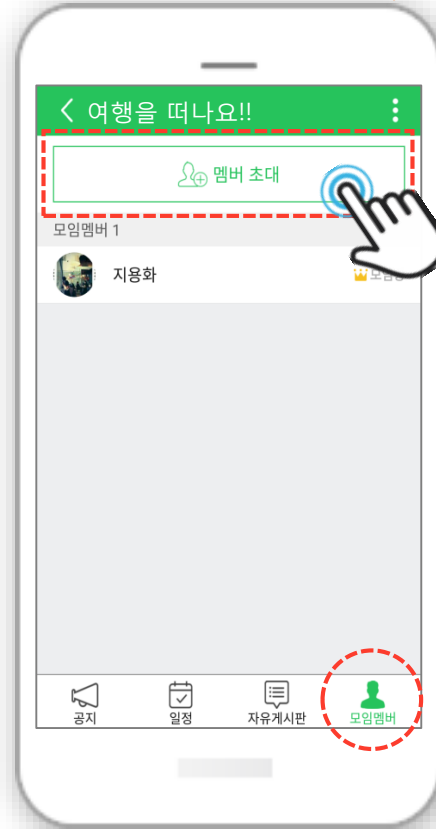 여행을 떠나요!!
멤버 초대
모임멤버 1
지용화
공지
일정
자유게시판
모임멤버